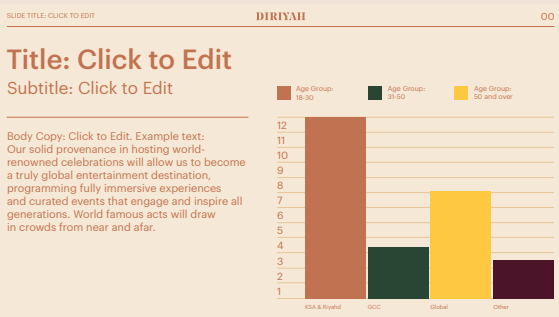 SLIDE TITLE: CLICK TO EDIT
DIRIYAH
00
Title: Click to Edit
Subtitle: Click to Edit
Body Copy: Click to Edit. Example text:
Our solid provenance in hosting world-
renowned celebrations will allow us to become
a truly global entertainment destination,
programming fully immersive experiences
and curated events that engage and inspire all
generations. World famous acts will draw
in crowds from near and afar.
Age Group:
18-30
Age Group:
31-50
Age Group:
50 and over
12
11
10
9
8
7
6
5
4
3
2
1
KSA & Riyahd
GCC
Global
Other